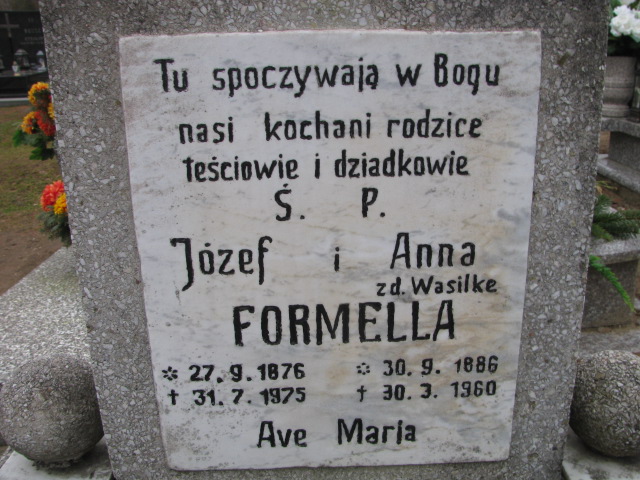 Tu spoczywają w Bogu
nasi kochani rodzice
teściowie i dziadkowie
Ś. P.
Józef i Anna
zd. Wasilke
FORMELLA
* 27. 9. 1876 * 30. 9. 1886
† 31. 7. 1975 † 30. 3. 1960
Ave Maria